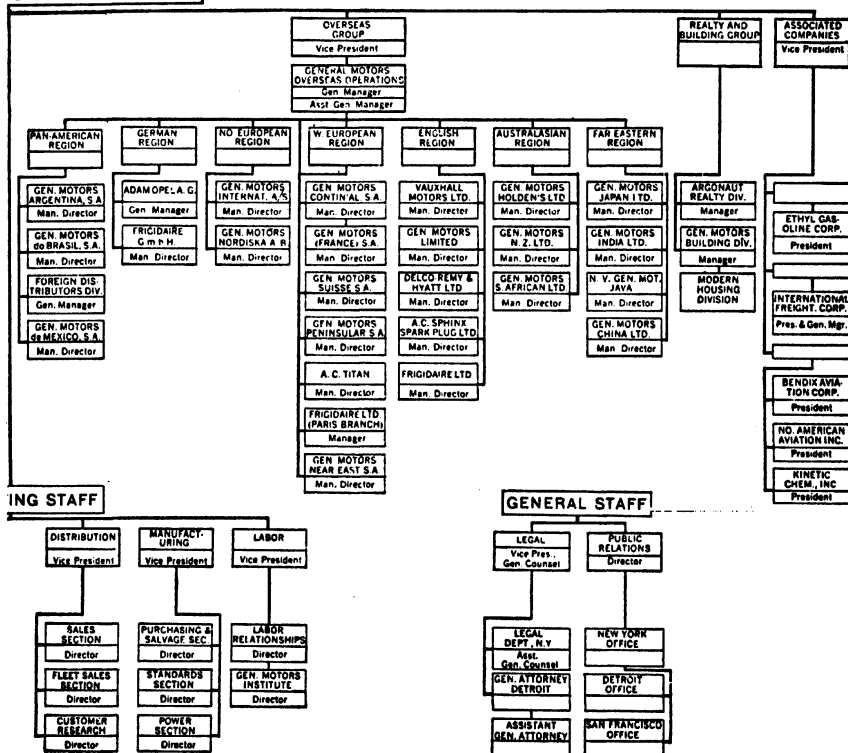 OVERSEAS
GROUP
Vice President
REALTY AND
BUILDING GROUP
ASSOCIATED
COMPANIES
Vice President
GENERAL MOTORS
OVERSEAS OPERATIONS
Gen Manager
Asst Gen Manager
PAN-AMERICAN
REGION
GERMAN
REGION
NO EUROPEAN
REGION
W. EUROPEAN
REGION
ENGLISH
REGION
AUSTRALASIAN
REGION
FAR EASTERN
REGION
GEN. MOTORS
ARGENTINA, S.A
Man. Director
GEN. MOTORS
do BRASIL, S.A.
Man. Director
FOREIGN DIS-
TRIBUTORS DIV.
Gen. Manager
GEN. MOTORS
de MEXICO, S.A.
Man. Director
ADAM OPEL A. G.
Gen Manager
FRIGIDAIRE
G m b H.
Man Director
GEN. MOTORS
INTERNAT. A/S
Man. Director
GEN. MOTORS
NORDISKA A B.
Man. Director
GEN MOTORS
CONTIN'AL. S.A.
Man. Director
GEN MOTORS
(FRANCE) S.A.
Man. Director
GEN MOTORS
SUISSE S A.
Man. Director
GEN MOTORS
PENINSULAR S A.
Man. Director
A. C. TITAN
Man. Director
FRIGIDAIRE LTD.
(PARIS BRANCH)
Manager
GEN MOTORS
NEAR EAST S.A
Man. Director
VAUXHALL
MOTORS LTD.
Man. Director
GEN MOTORS
LIMITED
Man. Director
DELCO-REMY &
HYATT LTD
Man. Director
A.C. SPHINX
SPARK PLUG LTD.
Man. Director
FRIGIDAIRE LTD
Man. Director
GEN. MOTORS
HOLDEN'S LTD
Man. Director
GEN. MOTORS
N. Z. LTD.
Man. Director
GEN. MOTORS
S. AFRICAN LTD.
Man. Director
GEN. MOTORS
JAPAN LTD.
Man. Director
GEN. MOTORS
INDIA LTD.
Man. Director
N. V. GEN. MOT.
JAVA
Man. Director
GEN. MOTORS
CHINA LTD.
Man Director
ARGONAUT
REALTY DIV.
Manager
GEN. MOTORS
BUILDING DIV.
Manager
MODERN
HOUSING
DIVISION
ETHYL GAS-
OLINE CORP.
President
INTERNATIONAL
FREIGHT. CORP.
Pres. & Gen. Mgr.
BENDIX AVIA-
TION CORP.
President
NO. AMERICAN
AVIATION INC.
President
KINETIC
CHEM., INC
President
ING STAFF
DISTRIBUTION
Vice President
MANUFACT-
URING
Vice President
LABOR
Vice President
SALES
SECTION
Director
FLEET SALES
SECTION
Director
CUSTOMER
RESEARCH
Director
PURCHASING &
SALVAGE SEC.
Director
STANDARDS
SECTION
Director
POWER
SECTION
Director
LABOR
RELATIONSHIPS
Director
GEN. MOTORS
INSTITUTE
Director
GENERAL STAFF
LEGAL
Vice Pres.,
Gen. Counsel
PUBLIC
RELATIONS
Director
LEGAL
DEPT., N.Y
Asst.
Gen. Counsel
GEN. ATTORNEY
DETROIT
ASSISTANT
GEN. ATTORNEY
NEW YORK
OFFICE
DETROIT
OFFICE
SAN FRANCISCO
OFFICE